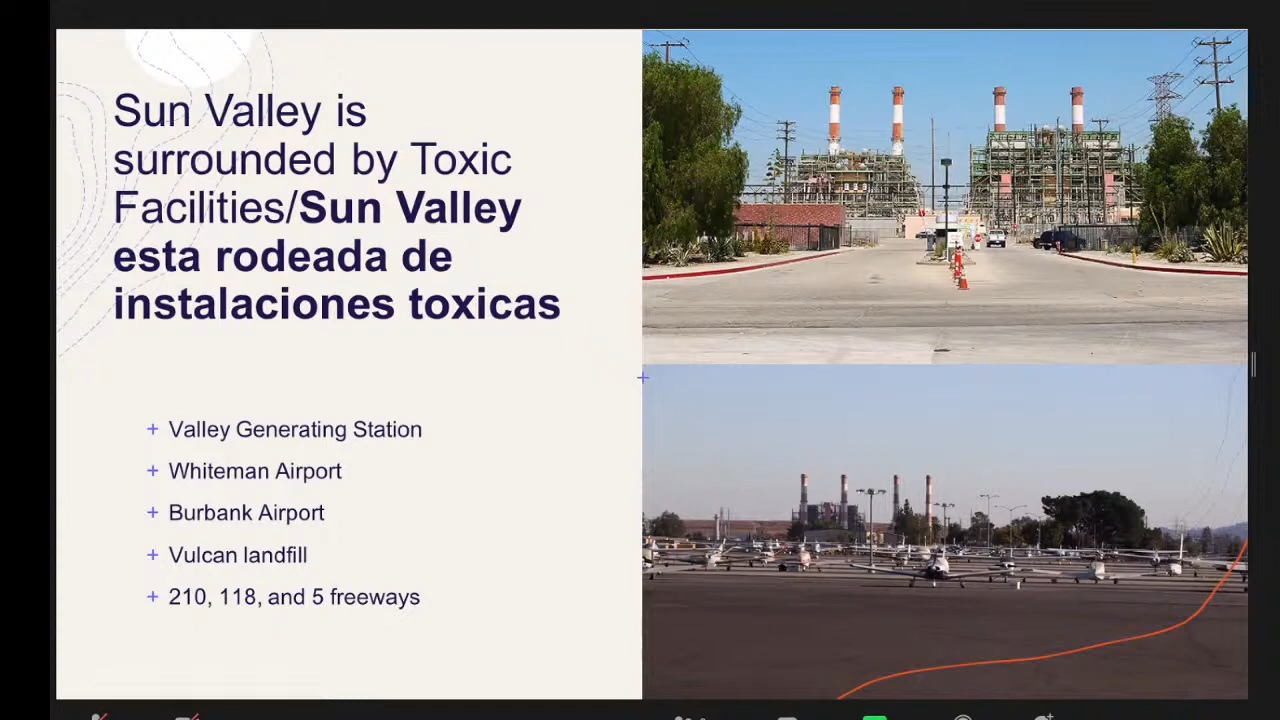 Sun Valley is
surrounded by Toxic
Facilities/Sun Valley
esta rodeada de
instalaciones toxicas
+ Valley Generating Station
+ Whiteman Airport
+ Burbank Airport
+ Vulcan landfill
+ 210, 118, and 5 freeways